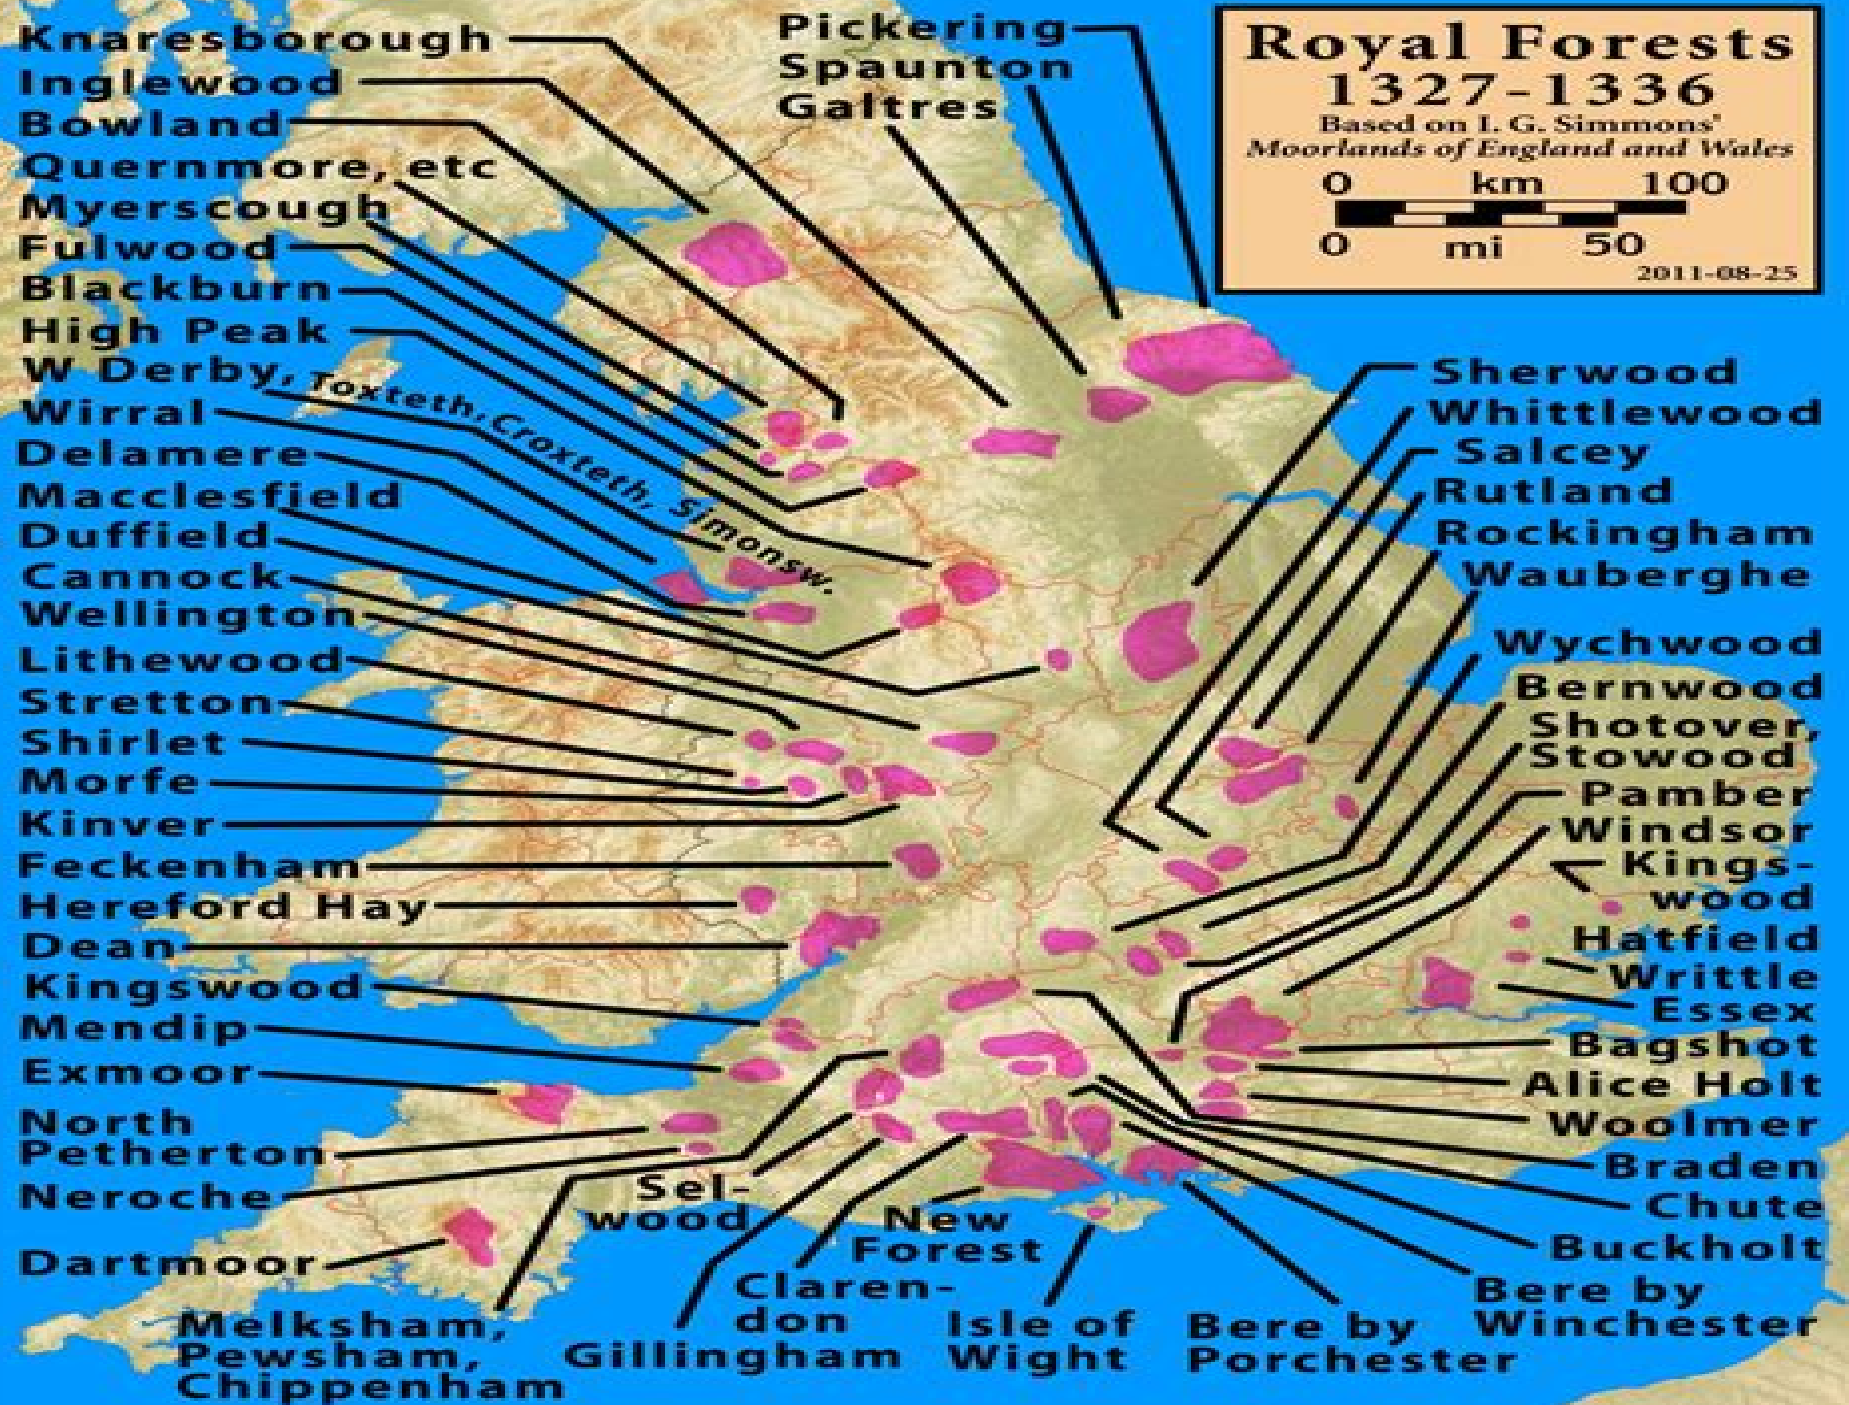 Knaresborough
Inglewood
Bowland
Quernmore, etc
Myerscough
Fulwood
Blackburn
High Peak
W Derby, Toxteth, Croxteth, Simonsw.
Wirral
Delamere
Macclesfield
Duffield
Cannock
Wellington
Lithewood
Stretton
Shirlet
Morfe
Kinver
Feckenham
Hereford Hay
Dean
Kingswood
Mendip
Exmoor
North
Petherton
Neroche
Dartmoor
Melksham,
Pewsham,
Chippenham
Sel-
wood
Gillingham
Claren-
don
New
Forest
Isle of
Wight
Bere by
Porchester
Pickering
Spaunton
Galtres
Royal Forests
1327-1336
Based on I. G. Simmons'
Moorlands of England and Wales
0 km 100
0 mi 50
2011-08-25
Sherwood
Whittlewood
Salcey
Rutland
Rockingham
Wauberghe
Wychwood
Bernwood
Shotover,
Stowood
Pamber
Windsor
Kings-
wood
Hatfield
Writtle
Essex
Bagshot
Alice Holt
Woolmer
Braden
Chute
Buckholt
Bere by
Winchester